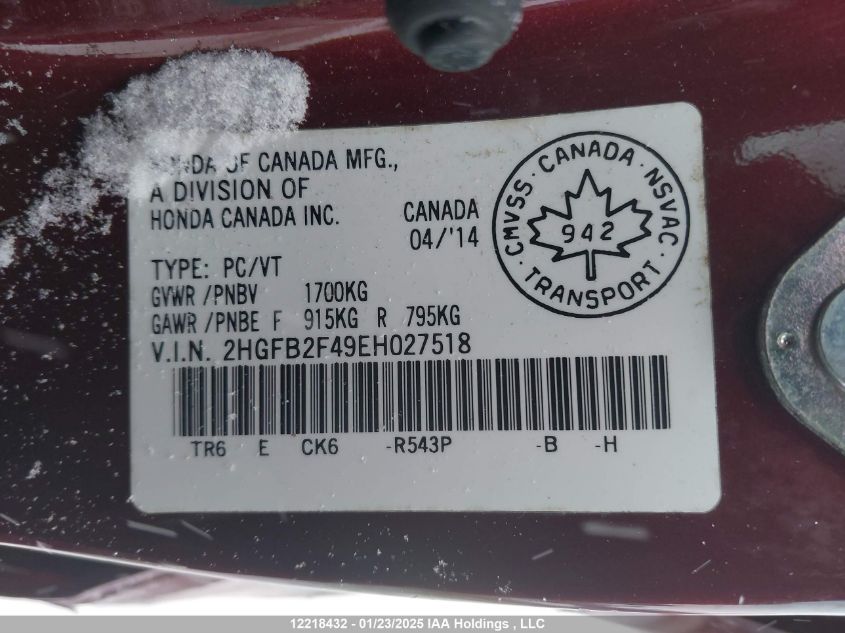 OF CANADA MFG.,
A DIVISION OF
HONDA CANADA INC.
CANADA
04/'14
TYPE: PC/VT
GVWR/PNBV 1700KG
GAWR/PNBE F 915KG R 795KG
V.I.N. 2HGFB2F49EH027518
TR6 E CK6 -R543P -B -H
CANADA
CMVSS · NSVAC
942
TRANSPORT
12218432 - 01/23/2025 IAA Holdings , LLC